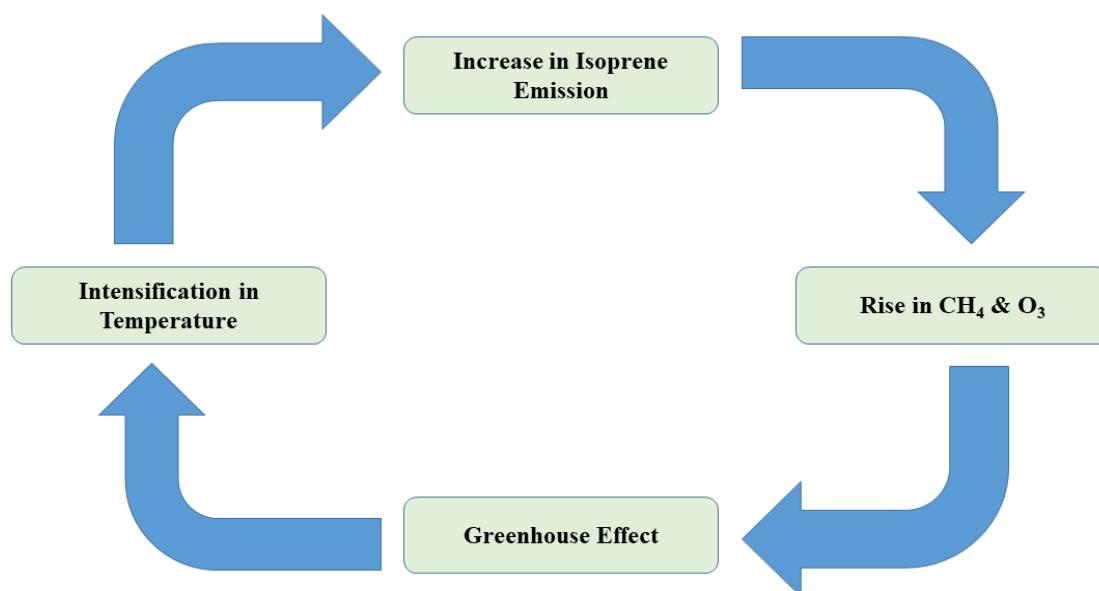 Increase in Isoprene
Emission
Intensification in
Temperature
Rise in CH₄ & O₃
Greenhouse Effect